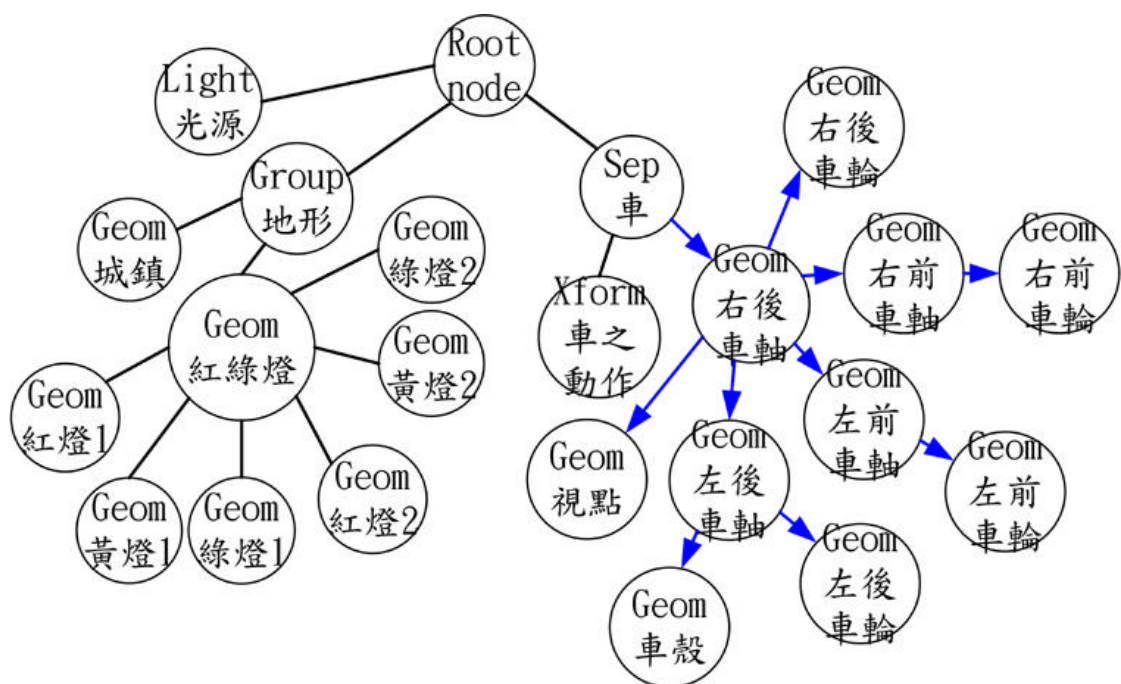 Root
node
Light
光源
Geom
右後
車輪
Sep
車
Group
地形
Geom
城鎮
Geom
綠燈2
Geom
右後
車軸
Geom
右前
車軸
Geom
右前
車輪
Xform
車之
動作
Geom
紅綠燈
Geom
黃燈2
Geom
紅燈1
Geom
左前
車軸
Geom
視點
Geom
左後
車軸
Geom
左前
車輪
Geom
黃燈1
Geom
綠燈1
Geom
紅燈2
Geom
左後
車輪
Geom
車殼